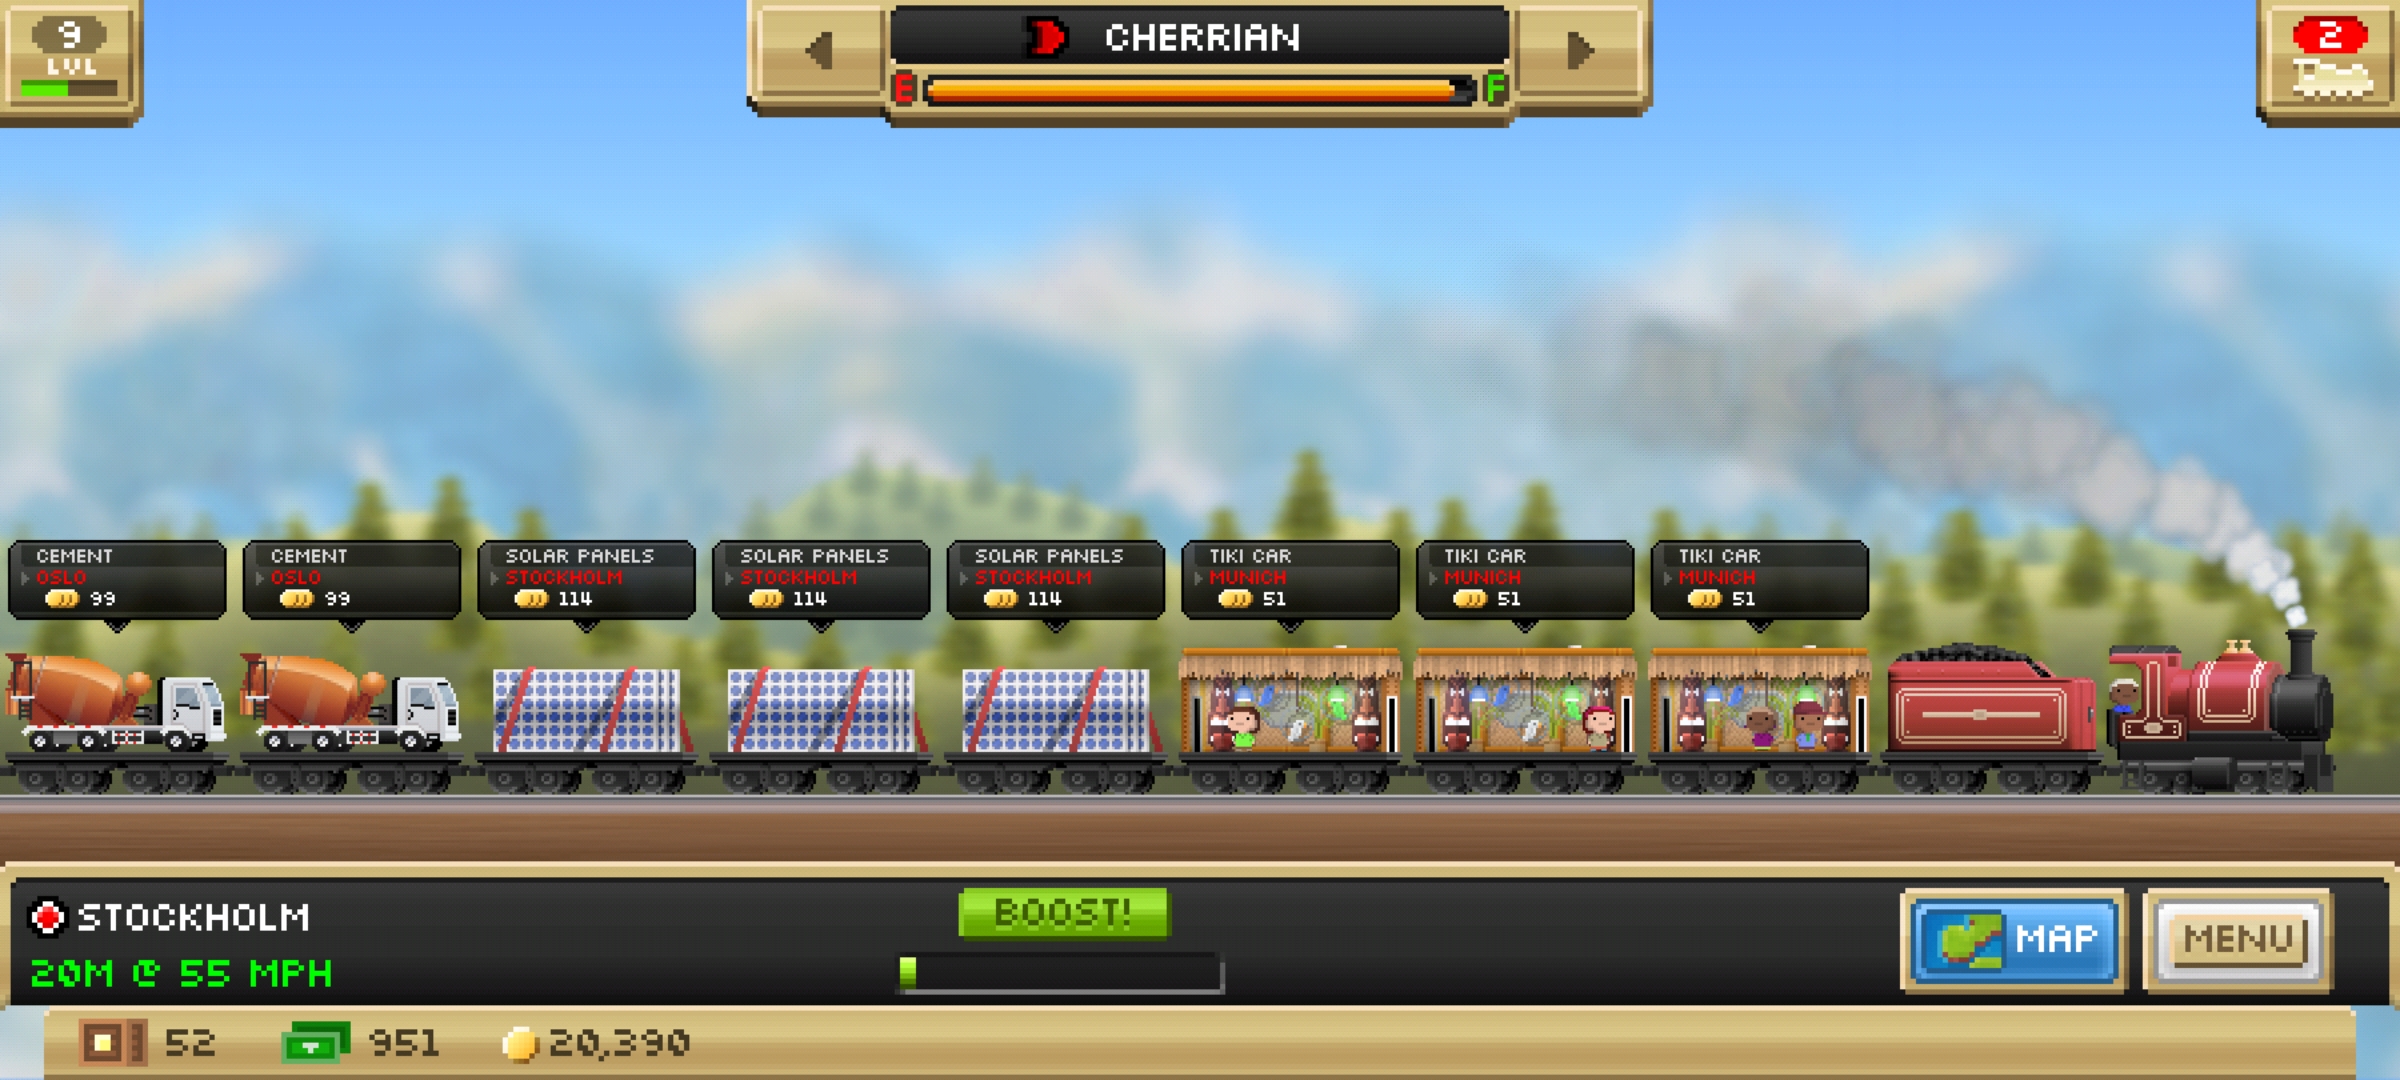 9
LVL
CHERRIAN
E F
2
CEMENT
OSLO
99
CEMENT
OSLO
99
SOLAR PANELS
STOCKHOLM
114
SOLAR PANELS
STOCKHOLM
114
SOLAR PANELS
STOCKHOLM
114
TIKI CAR
MUNICH
51
TIKI CAR
MUNICH
51
TIKI CAR
MUNICH
51
STOCKHOLM
20M @ 55 MPH
BOOST!
MAP
MENU
52 951 20,390